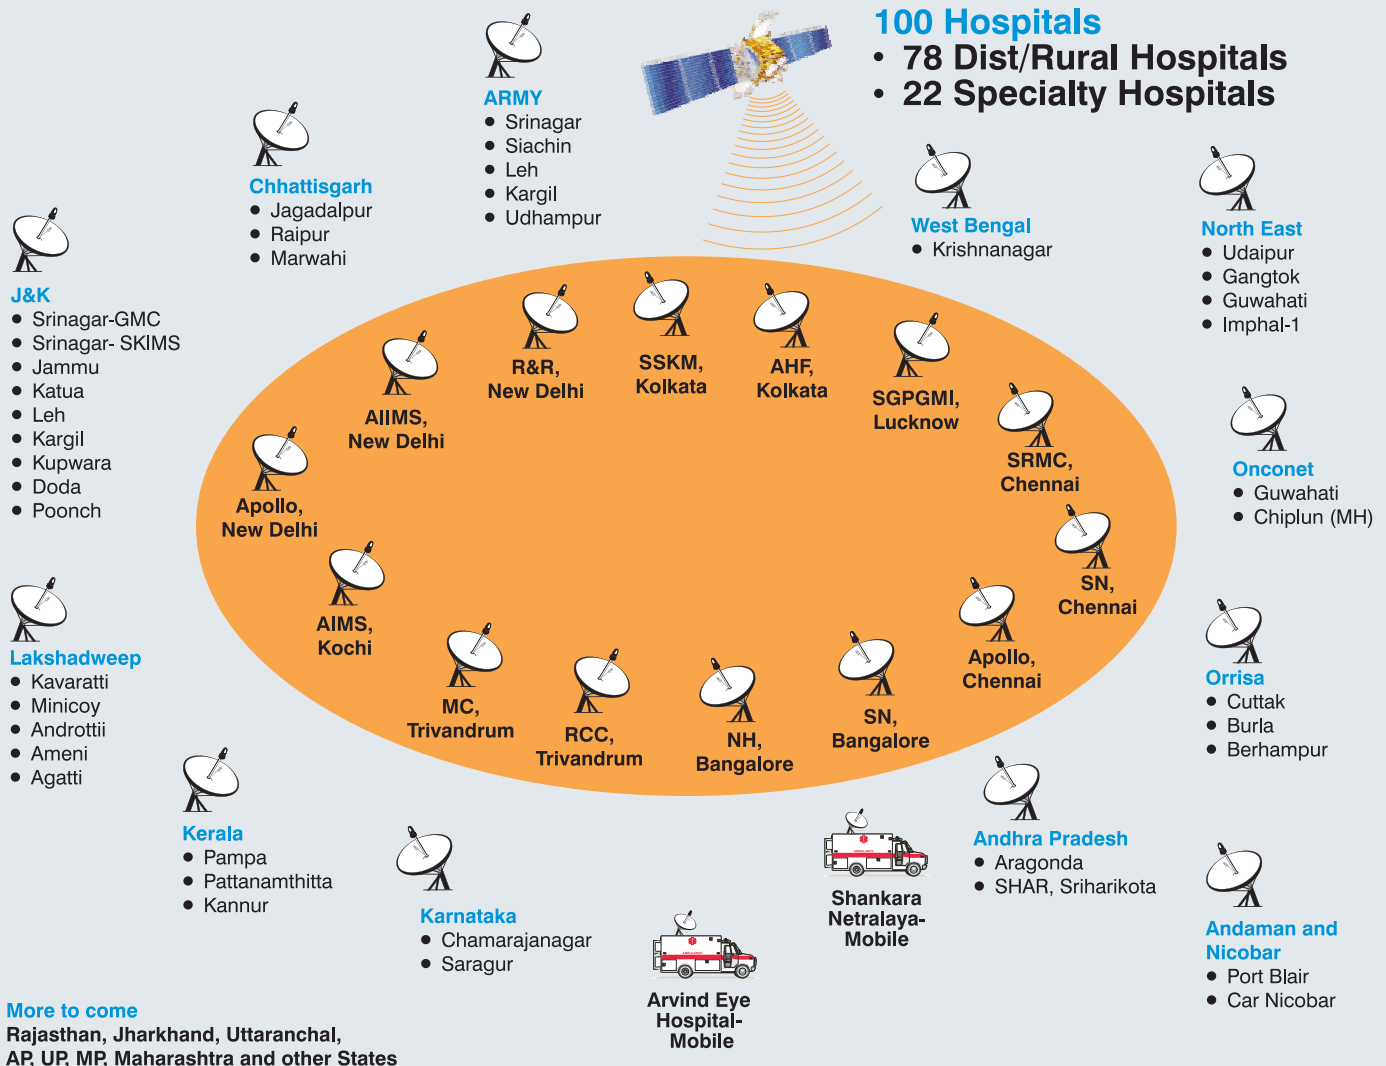 100 Hospitals
• 78 Dist/Rural Hospitals
• 22 Specialty Hospitals
ARMY
• Srinagar
• Siachin
• Leh
• Kargil
• Udhampur
Chhattisgarh
• Jagadalpur
• Raipur
• Marwahi
West Bengal
• Krishnanagar
North East
• Udaipur
• Gangtok
• Guwahati
• Imphal-1
J&K
• Srinagar-GMC
• Srinagar- SKIMS
• Jammu
• Katua
• Leh
• Kargil
• Kupwara
• Doda
• Poonch
R&R,
New Delhi
SSKM,
Kolkata
AHF,
Kolkata
SGPGMI,
Lucknow
AIIMS,
New Delhi
SRMC,
Chennai
Apollo,
New Delhi
SN,
Chennai
AIMS,
Kochi
Apollo,
Chennai
MC,
Trivandrum
RCC,
Trivandrum
NH,
Bangalore
SN,
Bangalore
Onconet
• Guwahati
• Chiplun (MH)
Lakshadweep
• Kavaratti
• Minicoy
• Androttii
• Ameni
• Agatti
Orrisa
• Cuttak
• Burla
• Berhampur
Kerala
• Pampa
• Pattanamthitta
• Kannur
Karnataka
• Chamarajanagar
• Saragur
AMBULANCE
Shankara
Netralaya-
Mobile
AMBULANCE
Arvind Eye
Hospital-
Mobile
Andhra Pradesh
• Aragonda
• SHAR, Sriharikota
Andaman and
Nicobar
• Port Blair
• Car Nicobar
More to come
Rajasthan, Jharkhand, Uttaranchal,
AP, UP, MP, Maharashtra and other States